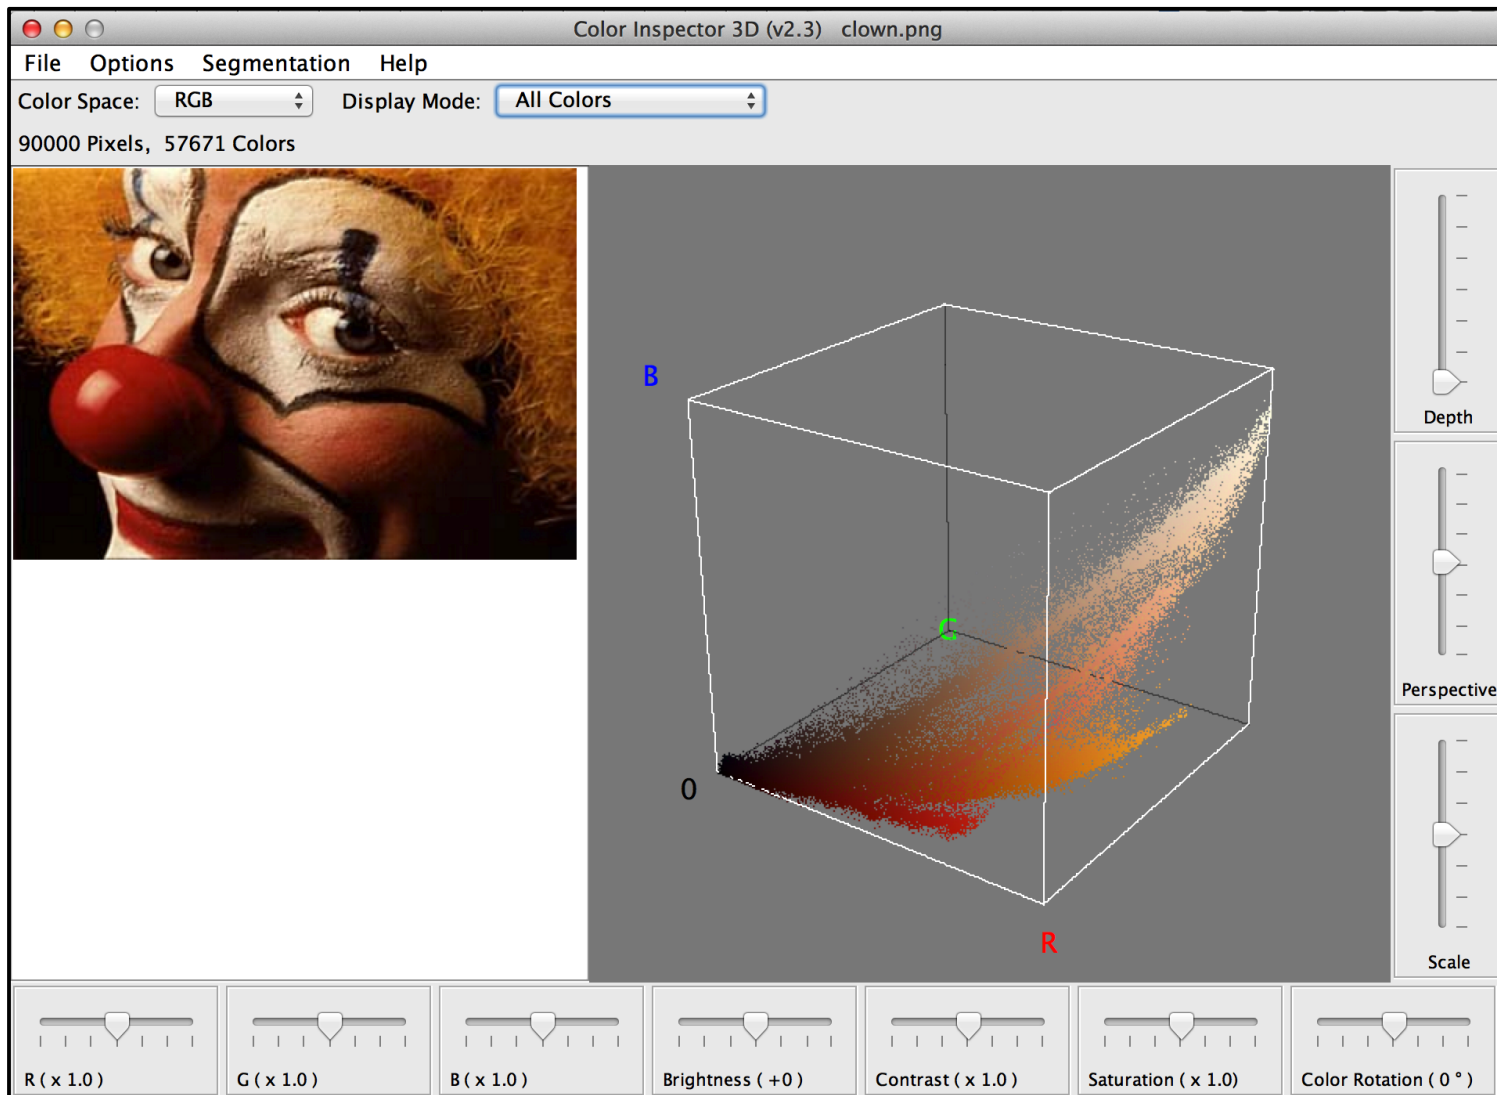 Color Inspector 3D (v2.3) clown.png
File Options Segmentation Help
Color Space: RGB Display Mode: All Colors
90000 Pixels, 57671 Colors
B
G
0
R
Depth
Perspective
Scale
R ( x 1.0 ) G ( x 1.0 ) B ( x 1.0 ) Brightness ( +0 ) Contrast ( x 1.0 ) Saturation ( x 1.0) Color Rotation ( 0 ° )